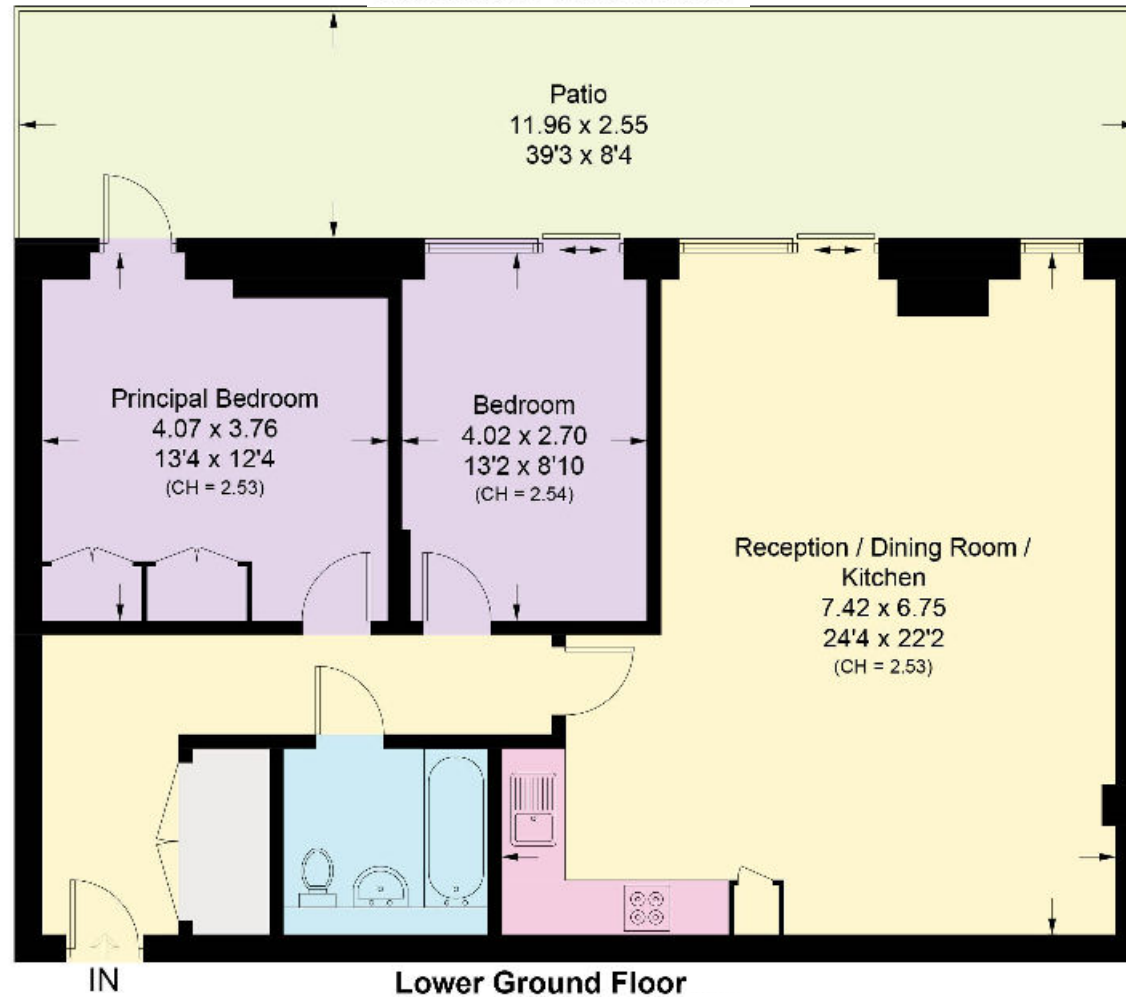 Patio
11.96 x 2.55
39'3 x 8'4
Principal Bedroom
4.07 x 3.76
13'4 x 12'4
(CH = 2.53)
Bedroom
4.02 x 2.70
13'2 x 8'10
(CH = 2.54)
Reception / Dining Room /
Kitchen
7.42 x 6.75
24'4 x 22'2
(CH = 2.53)
IN
Lower Ground Floor